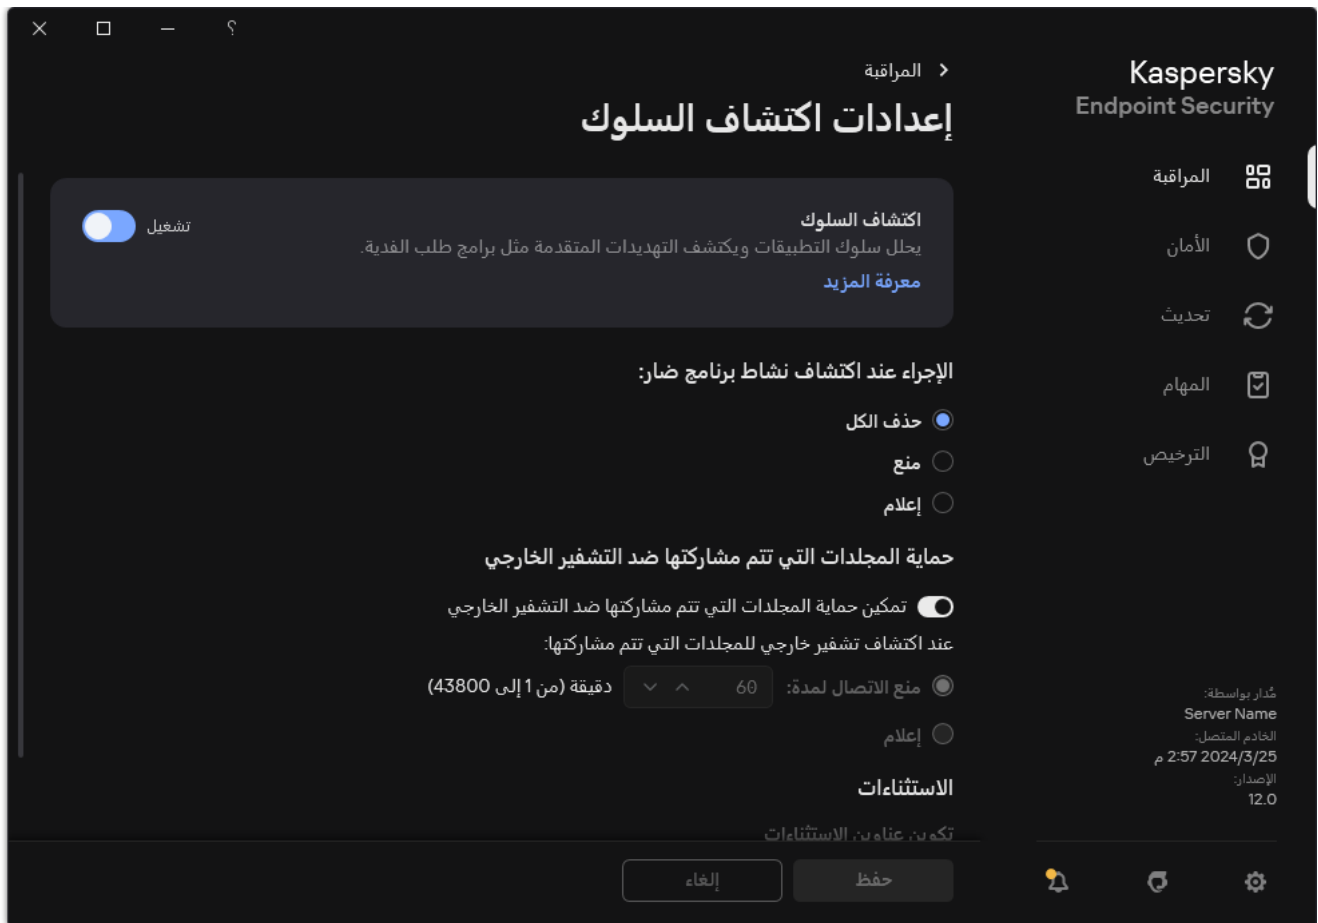 Kaspersky
Endpoint Security
المراقبة
الأمان
تحديث
المهام
الترخيص
مُدار بواسطة:
Server Name
الخادم المتصل:
2024/3/25 2:57 م
الإصدار:
12.0
؟
المراقبة
إعدادات اكتشاف السلوك
اكتشاف السلوك
تشغيل
يحلل سلوك التطبيقات ويكتشف التهديدات المتقدمة مثل برامج طلب الفدية.
معرفة المزيد
الإجراء عند اكتشاف نشاط برنامج ضار:
حذف الكل
منع
إعلام
حماية المجلدات التي تتم مشاركتها ضد التشفير الخارجي
تمكين حماية المجلدات التي تتم مشاركتها ضد التشفير الخارجي
عند اكتشاف تشفير خارجي للمجلدات التي تتم مشاركتها:
منع الاتصال لمدة: 60 دقيقة (من 1 إلى 43800)
إعلام
الاستثناءات
تكوين عناوين الاستثناءات
حفظ
إلغاء